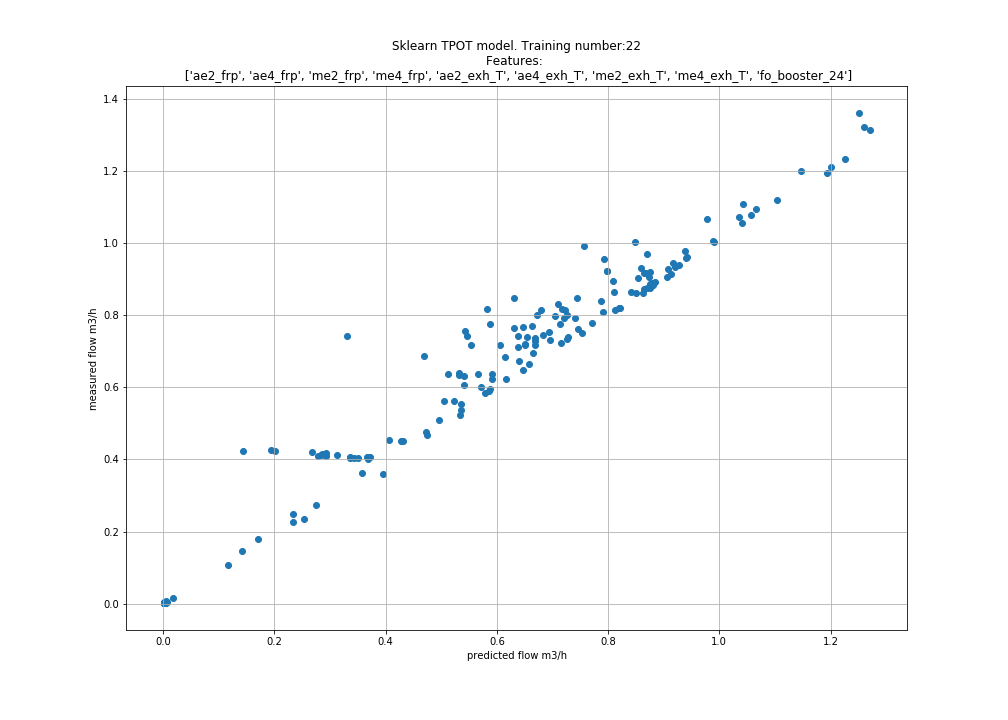 Sklearn TPOT model. Training number:22
Features:
['ae2_frp', 'ae4_frp', 'me2_frp', 'me4_frp', 'ae2_exh_T', 'ae4_exh_T', 'me2_exh_T', 'me4_exh_T', 'fo_booster_24']
measured flow m3/h
1.4
1.2
1.0
0.8
0.6
0.4
0.2
0.0
0.0 0.2 0.4 0.6 0.8 1.0 1.2
predicted flow m3/h